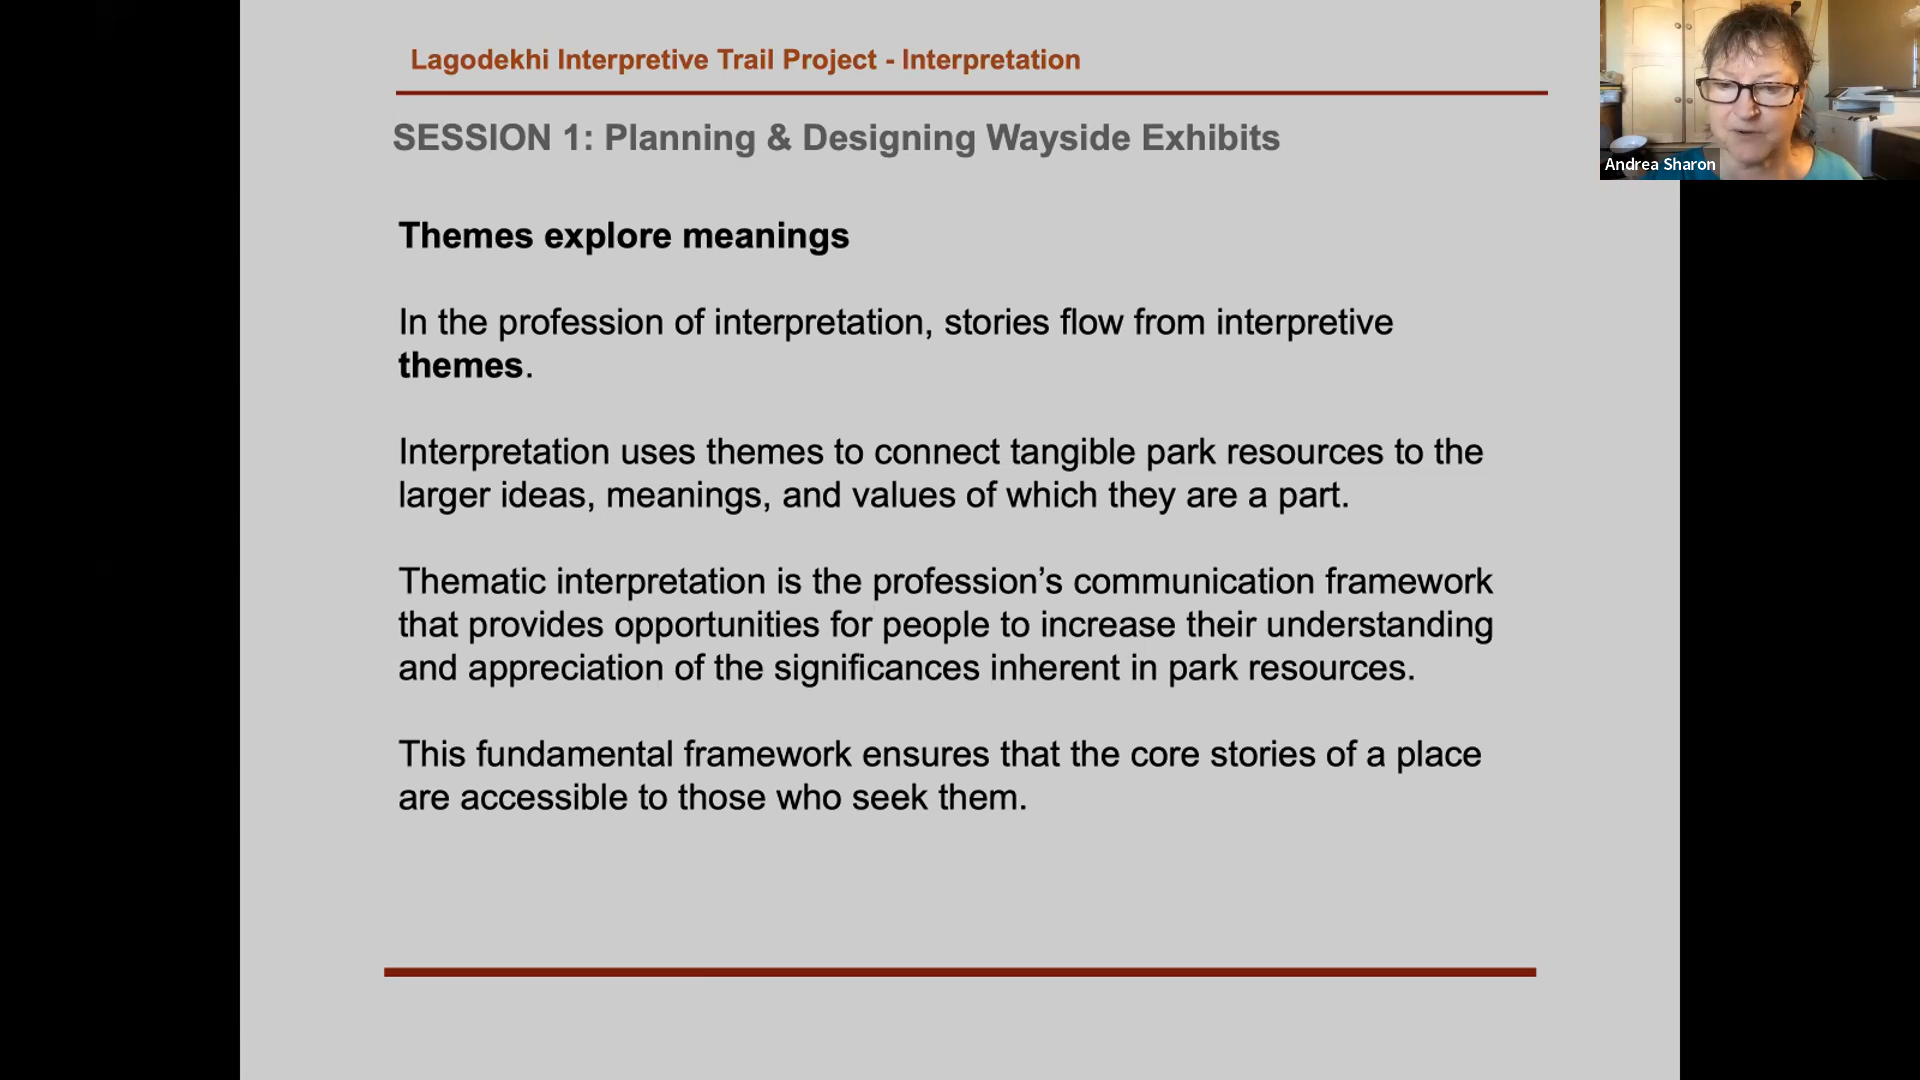 Lagodekhi Interpretive Trail Project - Interpretation
SESSION 1: Planning & Designing Wayside Exhibits
Andrea Sharon
Themes explore meanings
In the profession of interpretation, stories flow from interpretive
themes.
Interpretation uses themes to connect tangible park resources to the
larger ideas, meanings, and values of which they are a part.
Thematic interpretation is the profession’s communication framework
that provides opportunities for people to increase their understanding
and appreciation of the significances inherent in park resources.
This fundamental framework ensures that the core stories of a place
are accessible to those who seek them.